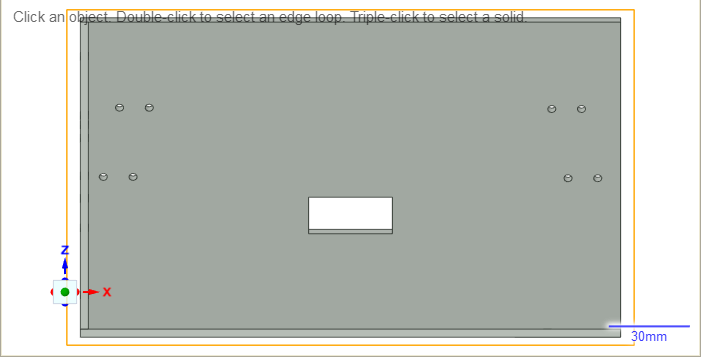 Click an object. Double-click to select an edge loop. Triple-click to select a solid.
Z
X
30mm